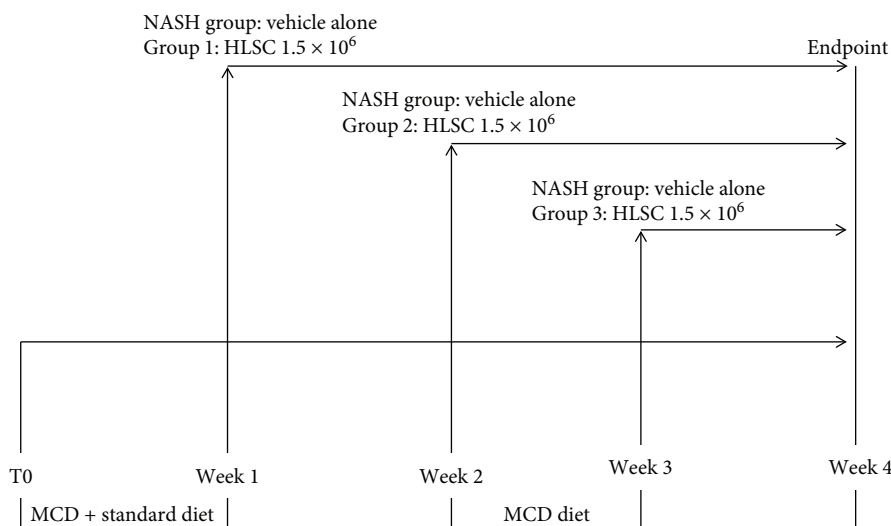 NASH group: vehicle alone
Group 1: HLSC 1.5 × 10⁶
Endpoint
NASH group: vehicle alone
Group 2: HLSC 1.5 × 10⁶
NASH group: vehicle alone
Group 3: HLSC 1.5 × 10⁶
T0
Week 1
Week 2
Week 3
Week 4
MCD + standard diet
MCD diet